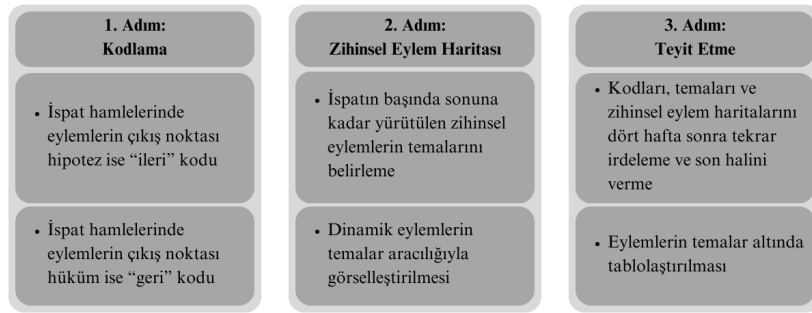 1. Adım:
Kodlama
• İspat hamlelerinde
eylemlerin çıkış noktası
hipotez ise “ileri” kodu
• İspat hamlelerinde
eylemlerin çıkış noktası
hüküm ise “geri” kodu
2. Adım:
Zihinsel Eylem Haritası
• İspatın başında sonuna
kadar yürütülen zihinsel
eylemlerin temalarını
belirleme
• Dinamik eylemlerin
temalar aracılığıyla
görselleştirilmesi
3. Adım:
Teyit Etme
• Kodları, temaları ve
zihinsel eylem haritalarını
dört hafta sonra tekrar
irdeleme ve son halini
verme
• Eylemlerin temalar altında
tablolaştırılması